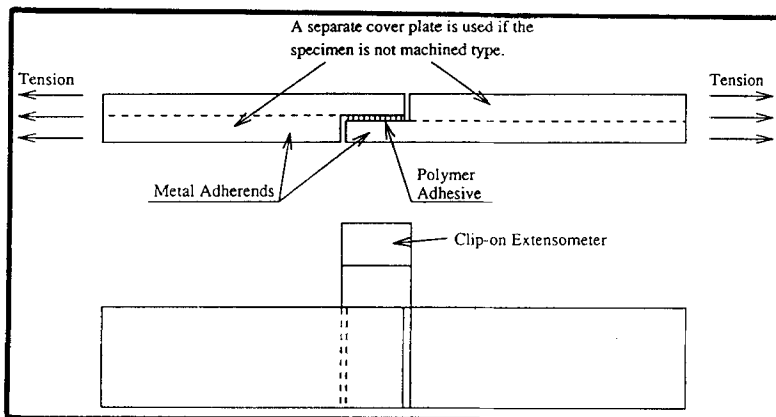 A separate cover plate is used if the
specimen is not machined type.
Tension
Tension
Metal Adherends
Polymer
Adhesive
Clip-on Extensometer